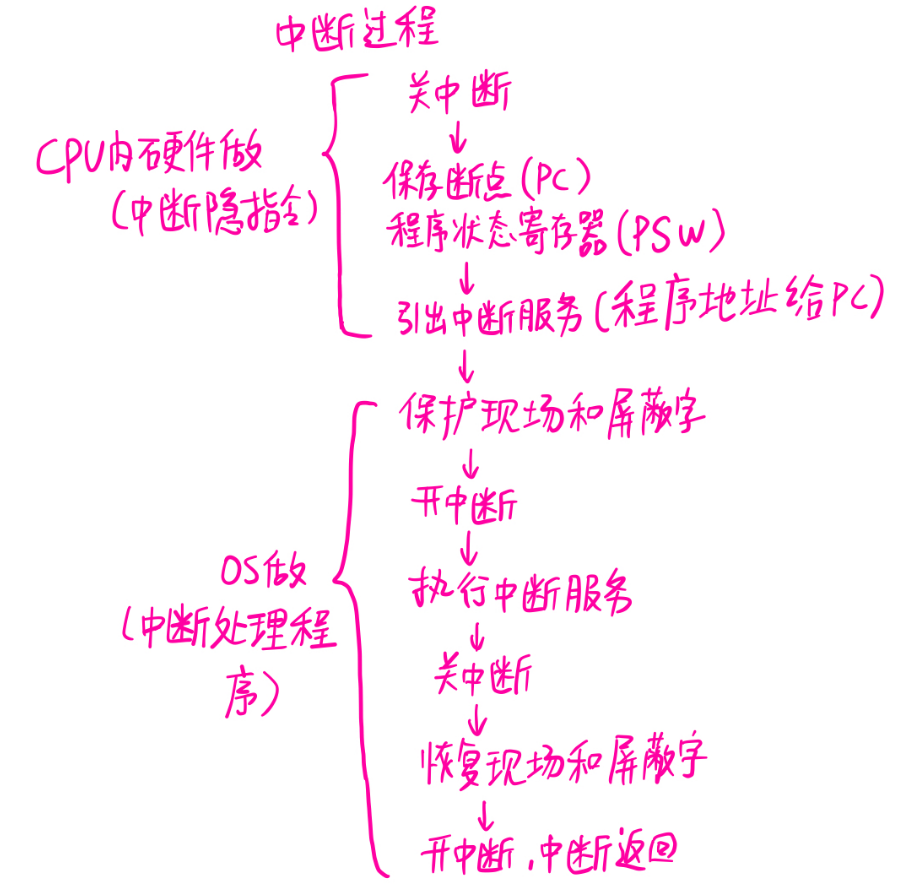 中断过程
关中断
CPU内硬件做
(中断隐指令)
保存断点(PC)
程序状态寄存器(PSW)
引出中断服务(程序地址给PC)
保护现场和屏蔽字
开中断
OS做
(中断处理程
序)
执行中断服务
关中断
恢复现场和屏蔽字
开中断,中断返回